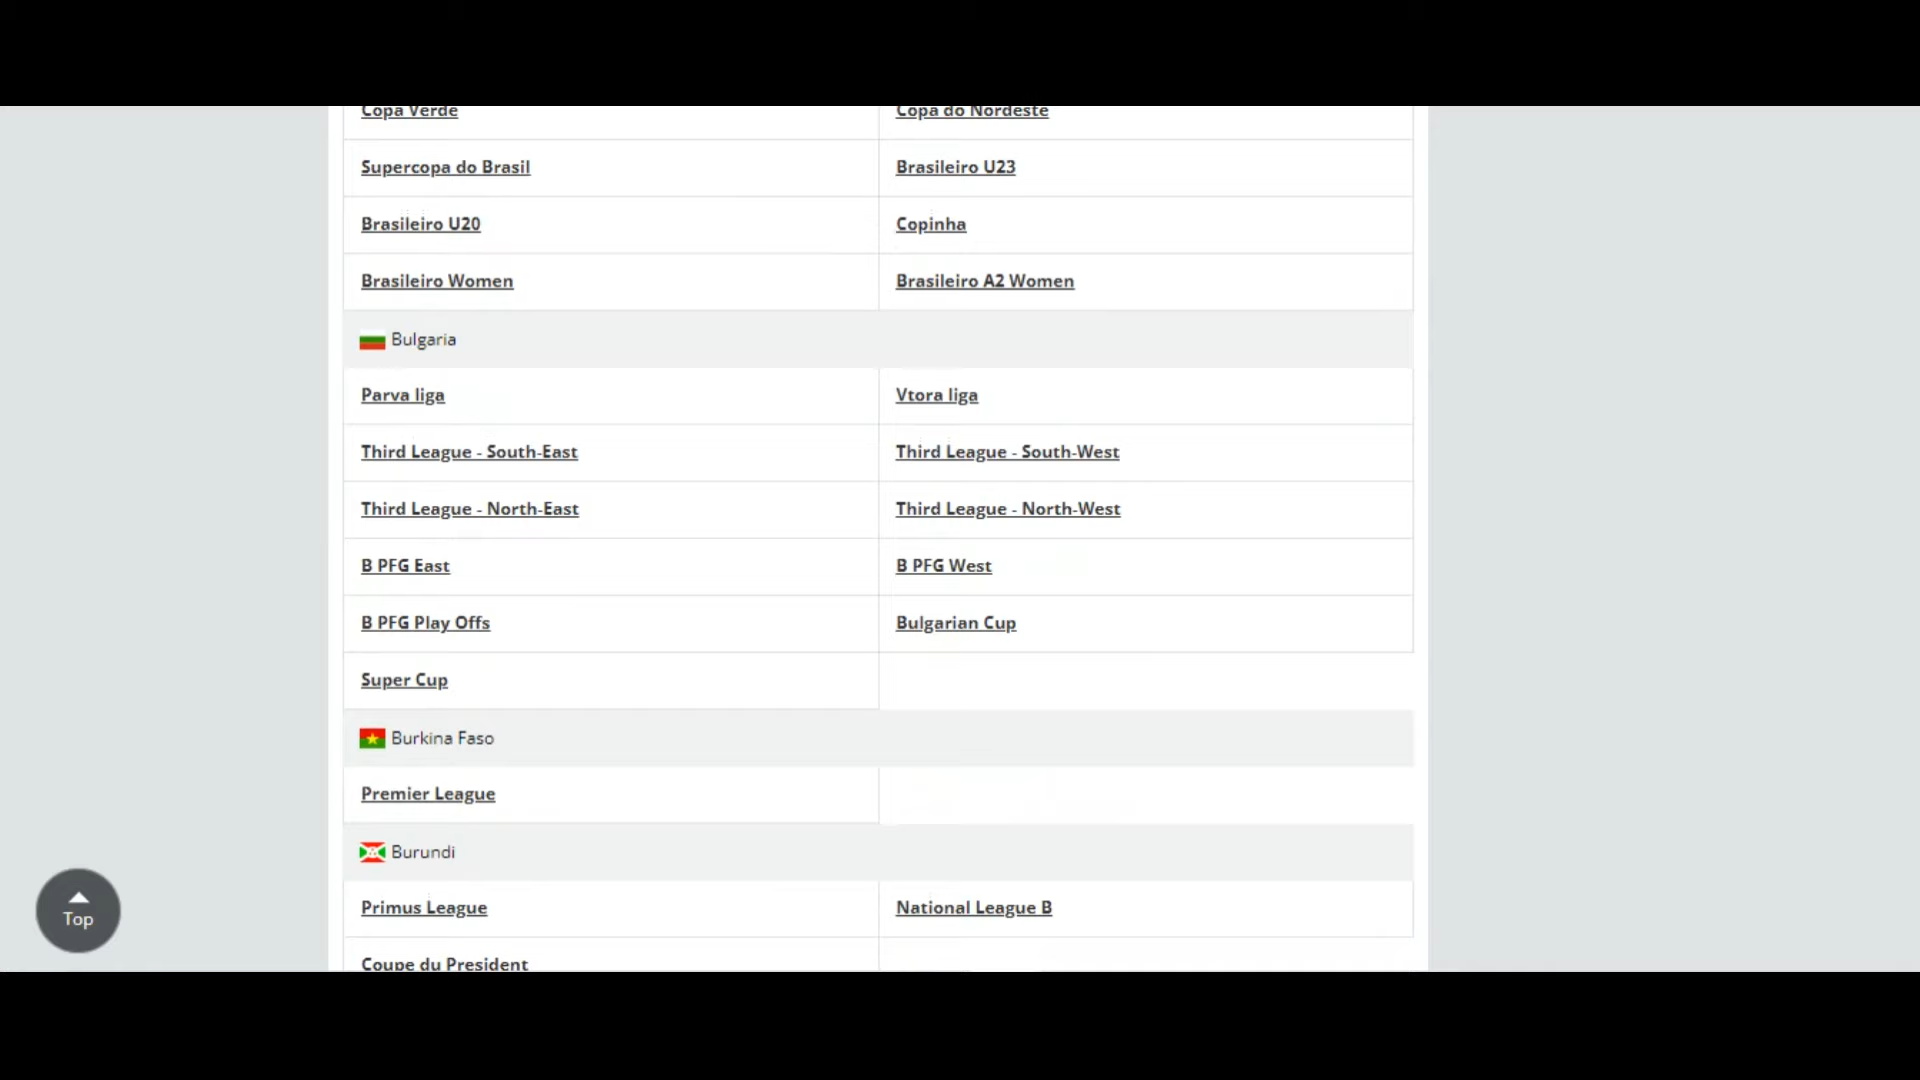 Copa Verde
Copa do Nordeste
Supercopa do Brasil
Brasileiro U23
Brasileiro U20
Copinha
Brasileiro Women
Brasileiro A2 Women
Bulgaria
Parva liga
Vtora liga
Third League - South-East
Third League - South-West
Third League - North-East
Third League - North-West
B PFG East
B PFG West
B PFG Play Offs
Bulgarian Cup
Super Cup
Burkina Faso
Premier League
Burundi
Primus League
National League B
Coupe du President
Top